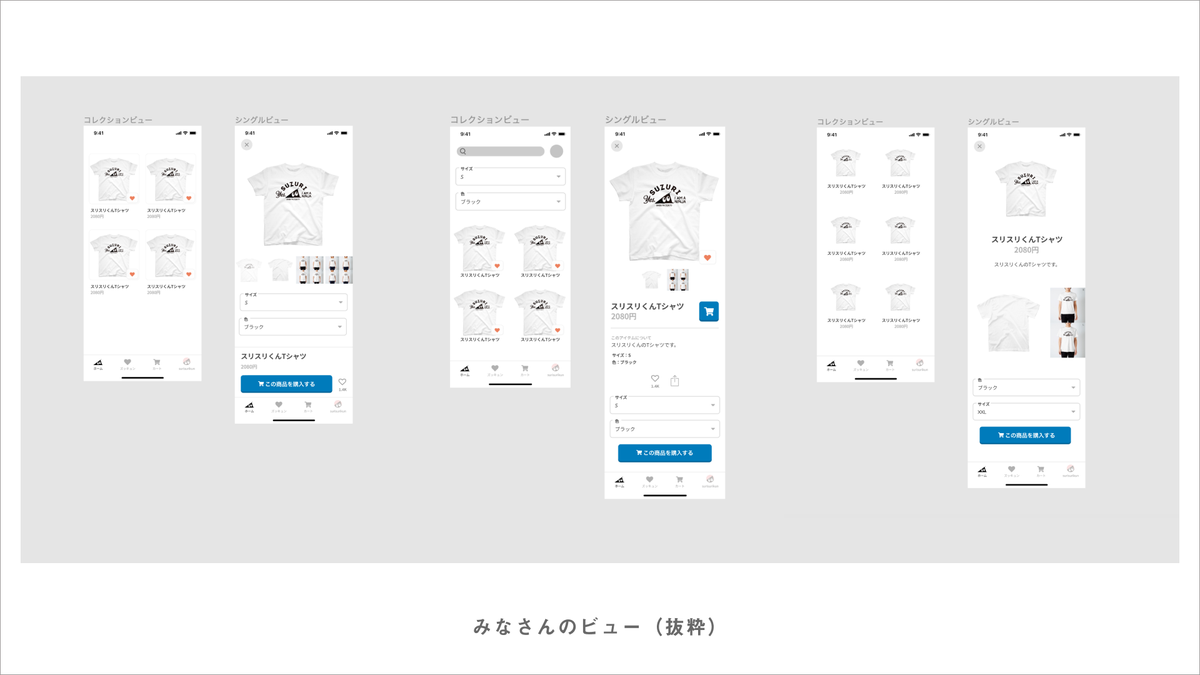 コレクションビュー
9:41
スリスリくんTシャツ
2080円
スリスリくんTシャツ
2080円
スリスリくんTシャツ
2080円
スリスリくんTシャツ
2080円
ホーム
カート
シングルビュー
9:41
SUZURI
サイズ
S
色
ブラック
スリスリくんTシャツ
2080円
この商品を購入する
ホーム
カート
コレクションビュー
9:41
サイズ
S
色
ブラック
スリスリくんTシャツ
スリスリくんTシャツ
スリスリくんTシャツ
スリスリくんTシャツ
ホーム
カート
シングルビュー
9:41
SUZURI
Yes.
I AM A
NINJA
スリスリくんTシャツ
2080円
このアイテムについて
スリスリくんのTシャツです。
サイズ：S
色：ブラック
サイズ
S
色
ブラック
この商品を購入する
ホーム
カート
コレクションビュー
9:41
スリスリくんTシャツ
2080円
スリスリくんTシャツ
2080円
スリスリくんTシャツ
2080円
スリスリくんTシャツ
2080円
スリスリくんTシャツ
2080円
スリスリくんTシャツ
2080円
ホーム
カート
シングルビュー
9:41
SUZURI
スリスリくんTシャツ
2080円
スリスリくんのTシャツです。
色
ブラック
サイズ
XXL
この商品を購入する
ホーム
カート
みなさんのビュー（抜粋）